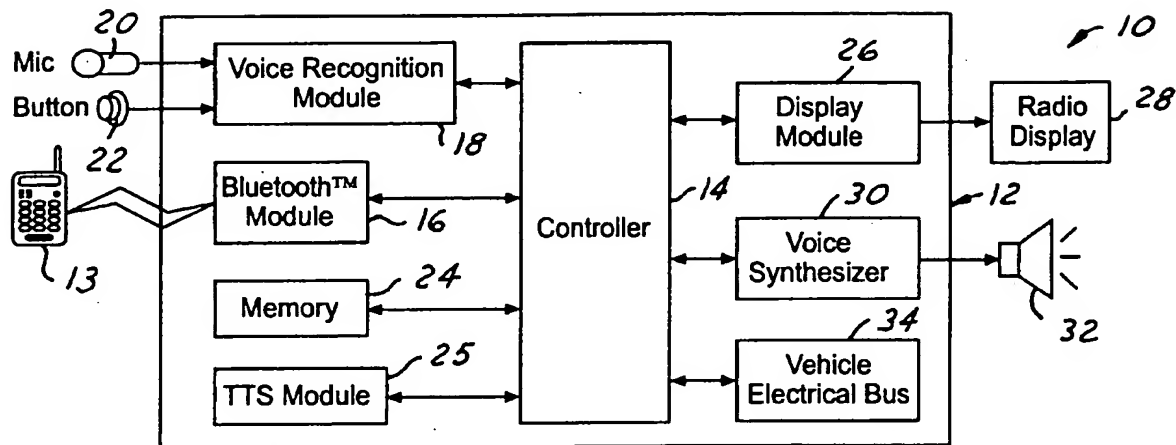 20
Mic
Button
22
13
Voice Recognition
Module
18
Bluetooth™
Module
16
Memory
24
TTS Module
25
Controller
14
26
Display
Module
30
Voice
Synthesizer
34
Vehicle
Electrical Bus
10
Radio
Display
28
12
32